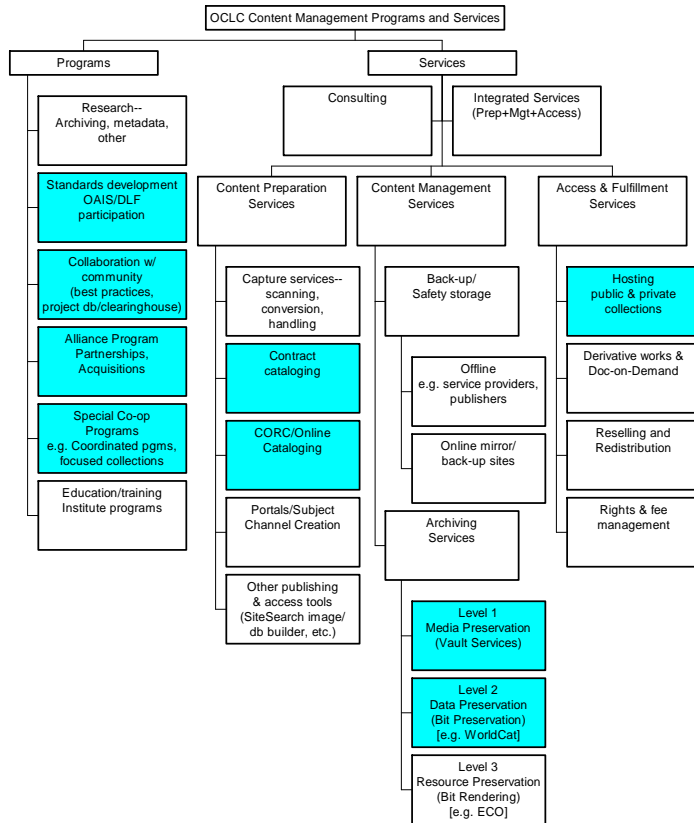 OCLC Content Management Programs and Services
Programs
Services
Consulting
Integrated Services
(Prep+Mgt+Access)
Research--
Archiving, metadata,
other
Standards development
OAIS/DLF
participation
Collaboration w/
community
(best practices,
project db/clearinghouse)
Alliance Program
Partnerships,
Acquisitions
Special Co-op
Programs
e.g. Coordinated pgms,
focused collections
Education/training
Institute programs
Content Preparation
Services
Capture services--
scanning,
conversion,
handling
Contract
cataloging
CORC/Online
Cataloging
Portals/Subject
Channel Creation
Other publishing
& access tools
(SiteSearch image/
db builder, etc.)
Content Management
Services
Back-up/
Safety storage
Offline
e.g. service providers,
publishers
Online mirror/
back-up sites
Archiving
Services
Level 1
Media Preservation
(Vault Services)
Level 2
Data Preservation
(Bit Preservation)
[e.g. WorldCat]
Level 3
Resource Preservation
(Bit Rendering)
[e.g. ECO]
Access & Fulfillment
Services
Hosting
public & private
collections
Derivative works &
Doc-on-Demand
Reselling and
Redistribution
Rights & fee
management